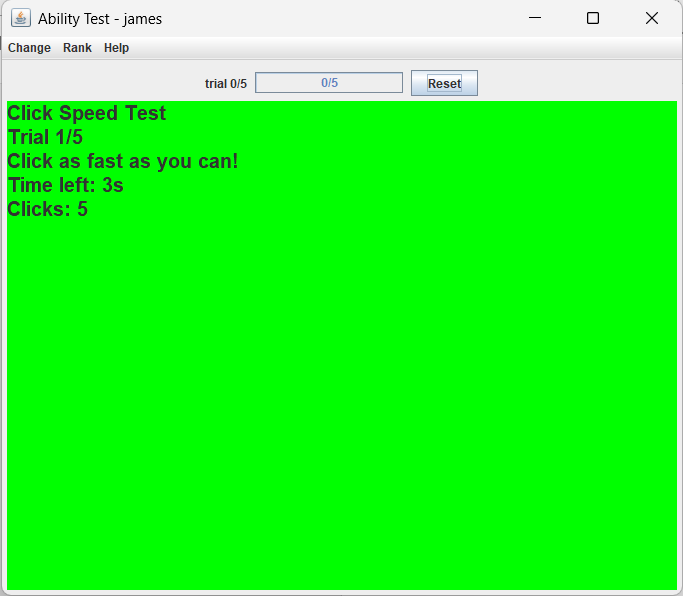 Ability Test - james
Change Rank Help
trial 0/5 0/5 Reset
Click Speed Test
Trial 1/5
Click as fast as you can!
Time left: 3s
Clicks: 5